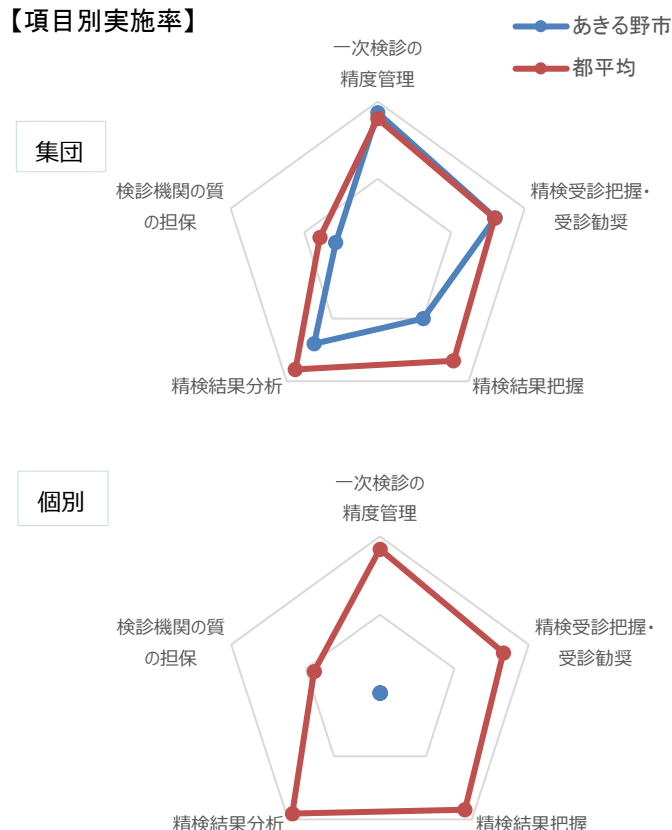 【項目別実施率】
あきる野市
都平均
集団
一次検診の
精度管理
精検受診把握・
受診勧奨
精検結果把握
精検結果分析
検診機関の質
の担保
個別
一次検診の
精度管理
精検受診把握・
受診勧奨
精検結果把握
精検結果分析
検診機関の質
の担保